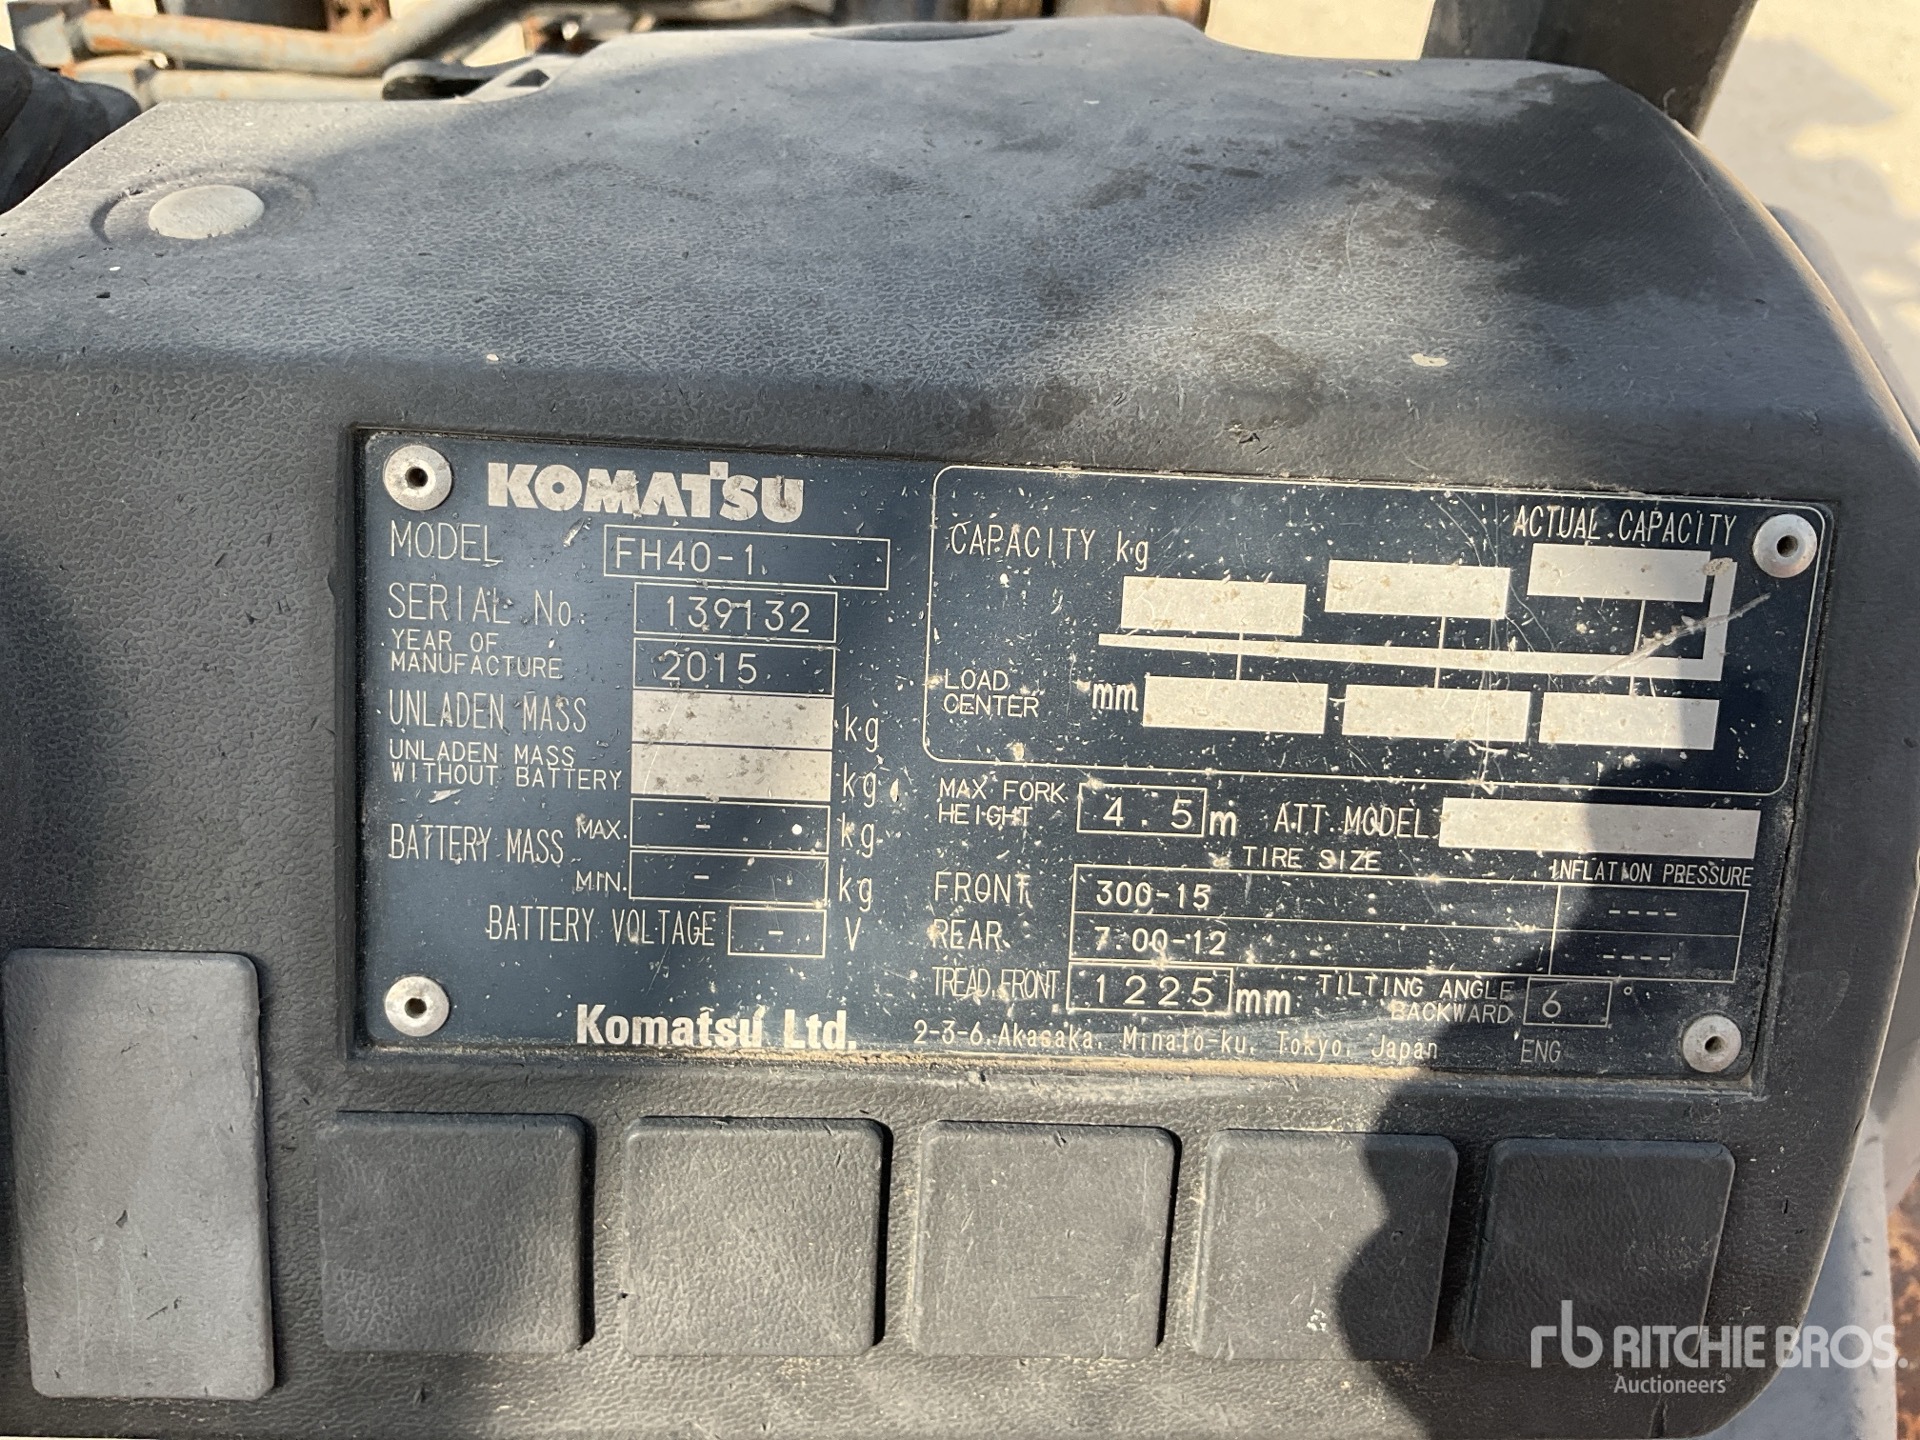 KOMATSU
MODEL FH40-1
SERIAL No. 139132
YEAR OF MANUFACTURE 2015
UNLADEN MASS kg
UNLADEN MASS WITHOUT BATTERY kg
BATTERY MASS MAX. - kg
MIN. - kg
BATTERY VOLTAGE - V
CAPACITY kg
ACTUAL CAPACITY
LOAD CENTER mm
MAX FORK HEIGHT 4.5 m ATT MODEL
TIRE SIZE INFLATION PRESSURE
FRONT 300-15 ----
REAR 7.00-12 ----
TREAD, FRONT 1225 mm TILTING ANGLE BACKWARD 6 °
Komatsu Ltd. 2-3-6, Akasaka, Minato-ku, Tokyo, Japan ENG
rb RITCHIE BROS.
Auctioneers